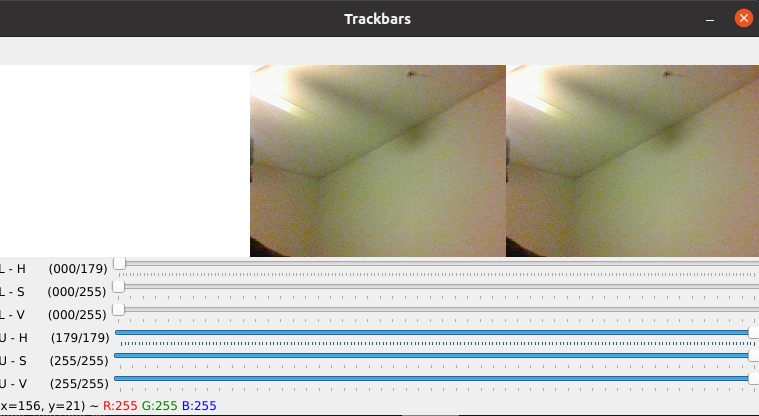 Trackbars
L - H (000/179)
L - S (000/255)
L - V (000/255)
U - H (179/179)
U - S (255/255)
U - V (255/255)
x=156, y=21) ~ R:255 G:255 B:255